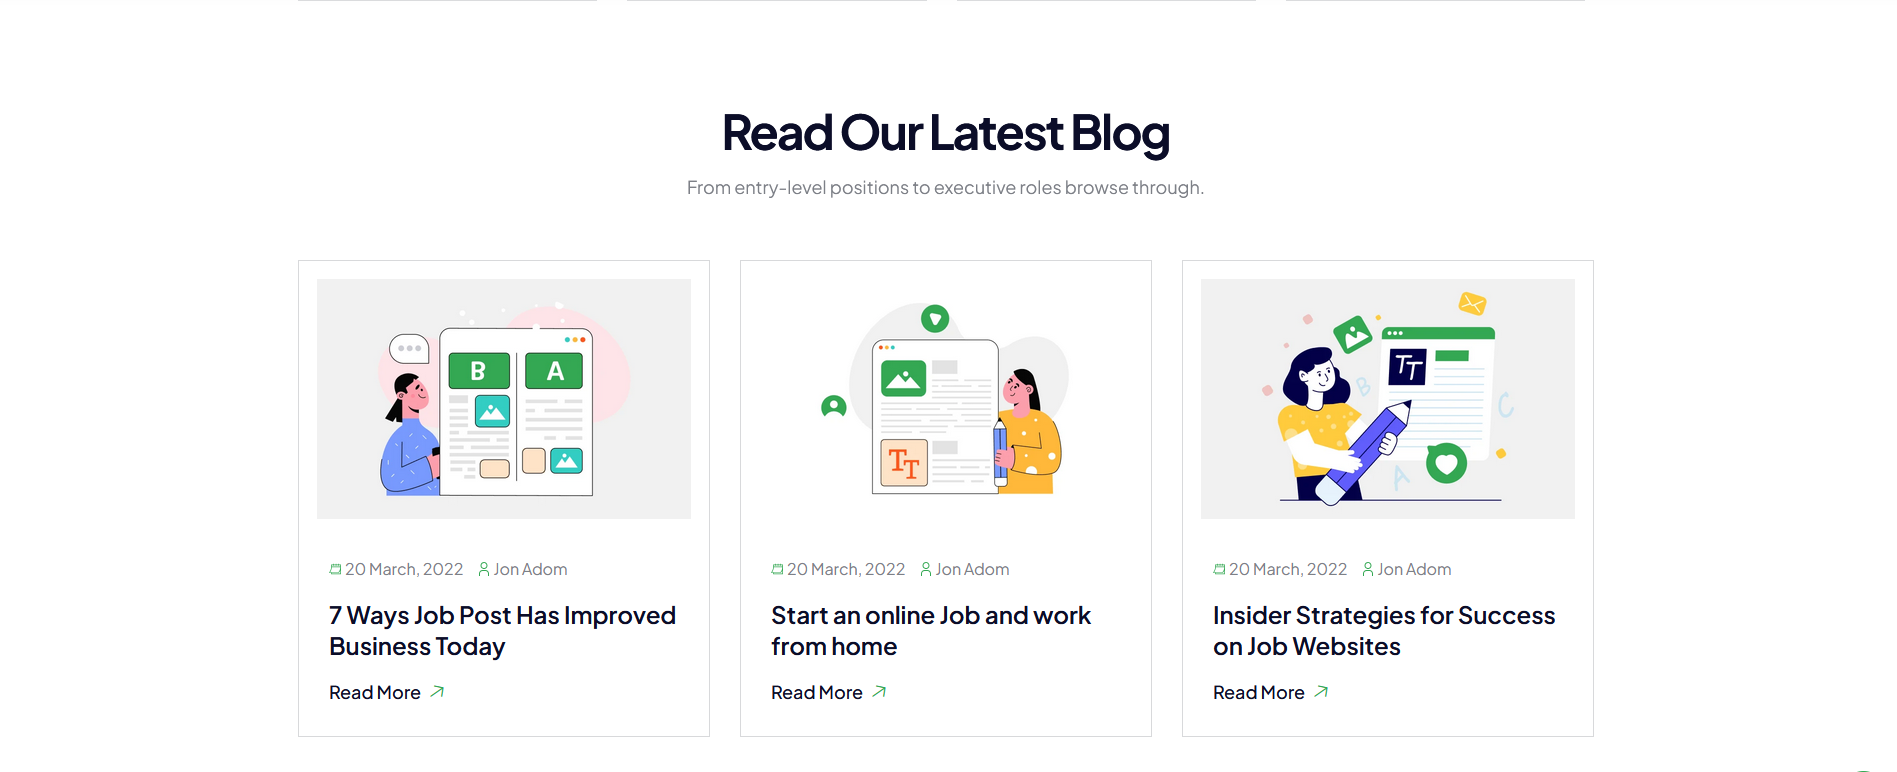 Read Our Latest Blog
From entry-level positions to executive roles browse through.
B A
TT
TT
B
C
A
20 March, 2022 Jon Adom
7 Ways Job Post Has Improved
Business Today
Read More
20 March, 2022 Jon Adom
Start an online Job and work
from home
Read More
20 March, 2022 Jon Adom
Insider Strategies for Success
on Job Websites
Read More